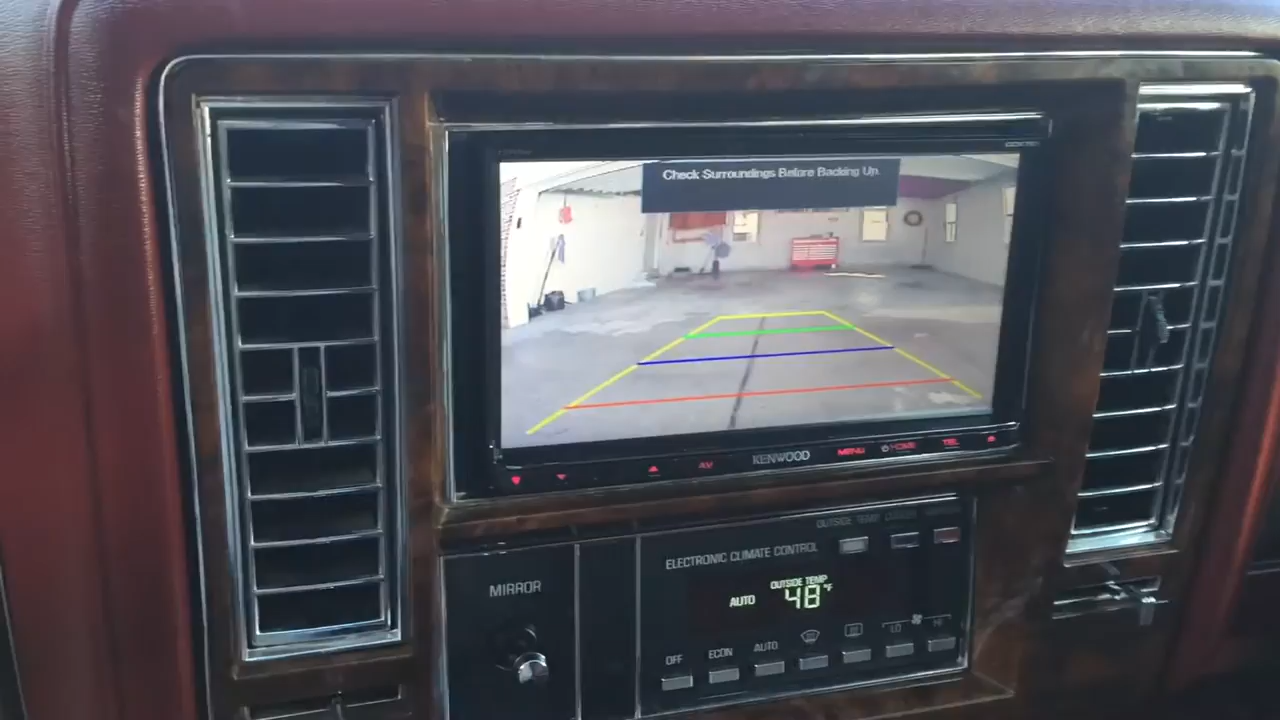 Check Surroundings Before Backing Up.
AV
KENWOOD
MENU
HOME
TEL
OUTSIDE TEMP
ELECTRONIC CLIMATE CONTROL
MIRROR
OUTSIDE TEMP
AUTO 48°F
OFF
ECON
AUTO
LO
HI